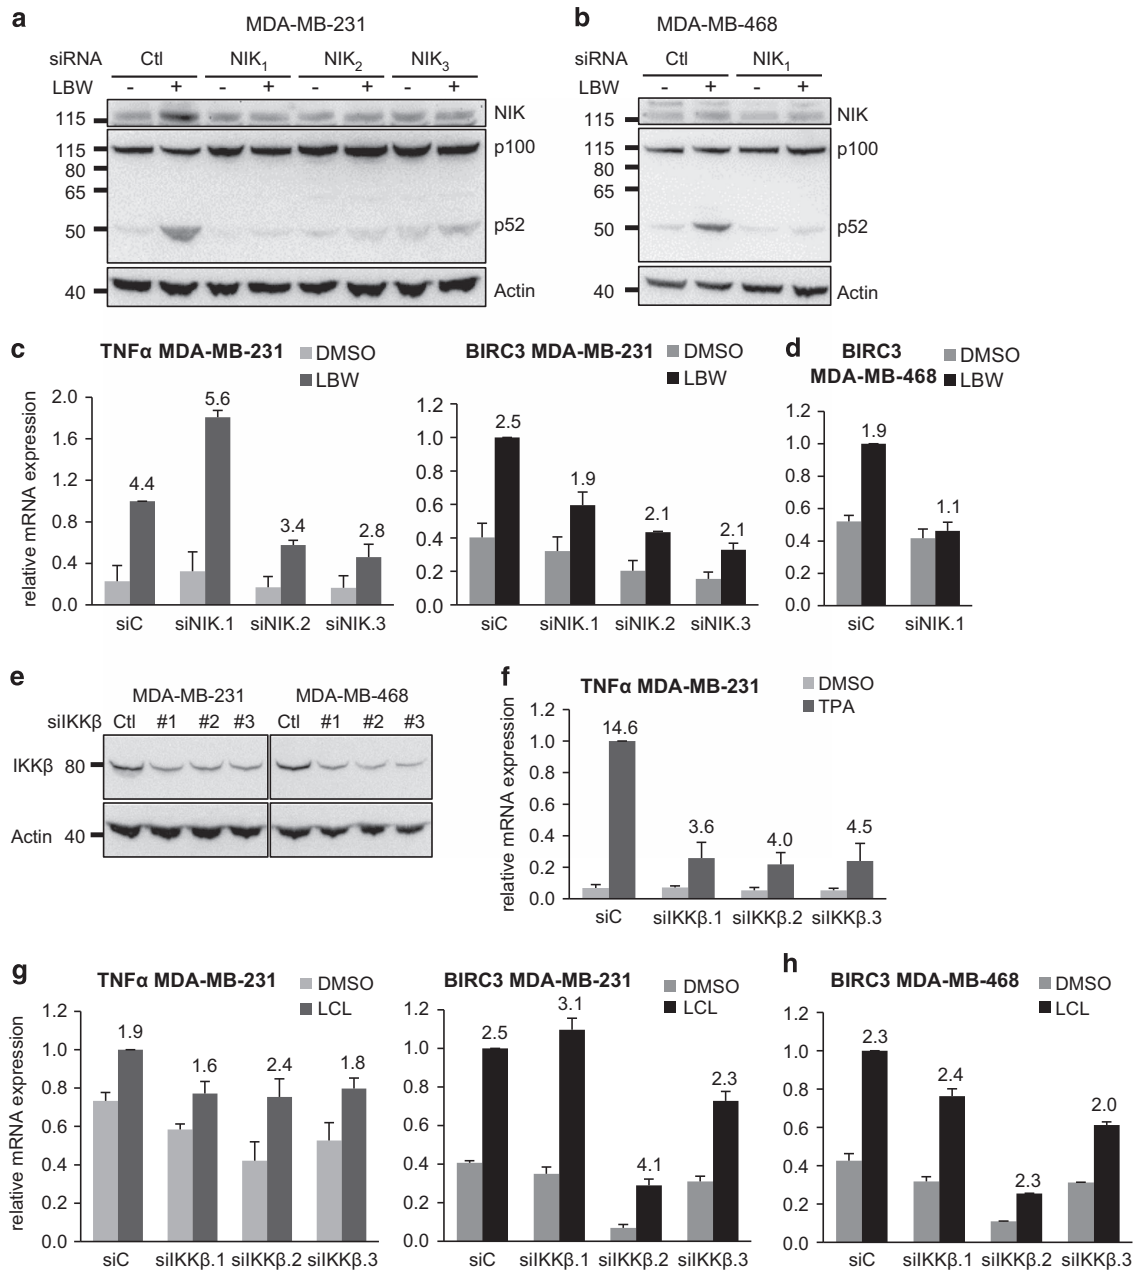 a MDA-MB-231
siRNA Ctl NIK1 NIK2 NIK3
LBW - + - + - + - +
115 NIK
115 p100
80
65
50 p52
40 Actin
b MDA-MB-468
siRNA Ctl NIK1
LBW - + - +
115 NIK
115 p100
80
65
50 p52
40 Actin
c TNFα MDA-MB-231 DMSO
LBW
relative mRNA expression
2.0
1.6
1.2
0.8
0.4
0.0
4.4 5.6 3.4 2.8
siC siNIK.1 siNIK.2 siNIK.3
BIRC3 MDA-MB-231 DMSO
LBW
1.2
1.0
0.8
0.6
0.4
0.2
0.0
2.5 1.9 2.1 2.1
siC siNIK.1 siNIK.2 siNIK.3
d BIRC3 DMSO
MDA-MB-468 LBW
1.2
1.0
0.8
0.6
0.4
0.2
0.0
1.9 1.1
siC siNIK.1
e MDA-MB-231 MDA-MB-468
siIKKβ Ctl #1 #2 #3 Ctl #1 #2 #3
IKKβ 80
Actin 40
f TNFα MDA-MB-231 DMSO
TPA
relative mRNA expression
1.2
1.0
0.8
0.6
0.4
0.2
0.0
14.6 3.6 4.0 4.5
siC siIKKβ.1 siIKKβ.2 siIKKβ.3
g TNFα MDA-MB-231 DMSO
LCL
relative mRNA expression
1.2
1.0
0.8
0.6
0.4
0.2
0.0
1.9 1.6 2.4 1.8
siC siIKKβ.1 siIKKβ.2 siIKKβ.3
BIRC3 MDA-MB-231 DMSO
LCL
1.2
1.0
0.8
0.6
0.4
0.2
0.0
2.5 3.1 4.1 2.3
siC siIKKβ.1 siIKKβ.2 siIKKβ.3
h BIRC3 MDA-MB-468 DMSO
LCL
1.2
1.0
0.8
0.6
0.4
0.2
0.0
2.3 2.4 2.3 2.0
siC siIKKβ.1 siIKKβ.2 siIKKβ.3